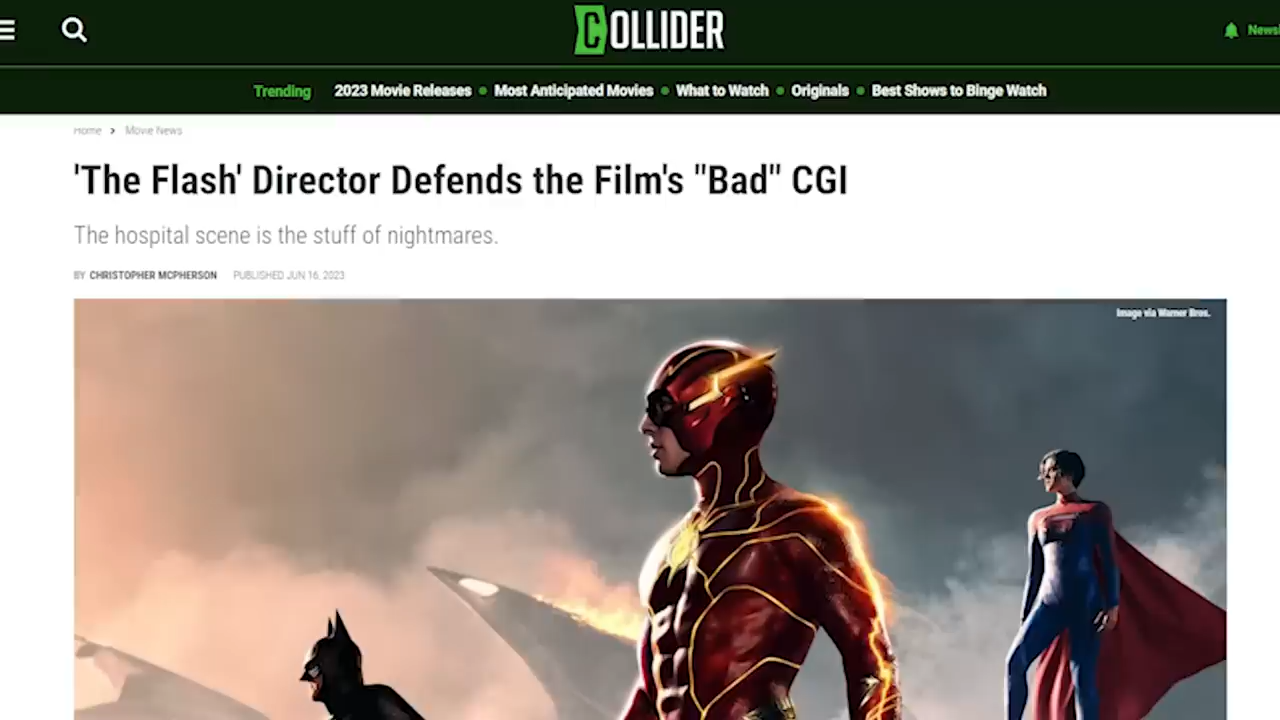 COLLIDER
Trending 2023 Movie Releases Most Anticipated Movies What to Watch Originals Best Shows to Binge Watch
Home > Movie News
'The Flash' Director Defends the Film's "Bad" CGI
The hospital scene is the stuff of nightmares.
BY CHRISTOPHER MCPHERSON PUBLISHED JUN 16, 2023
Image via Warner Bros.